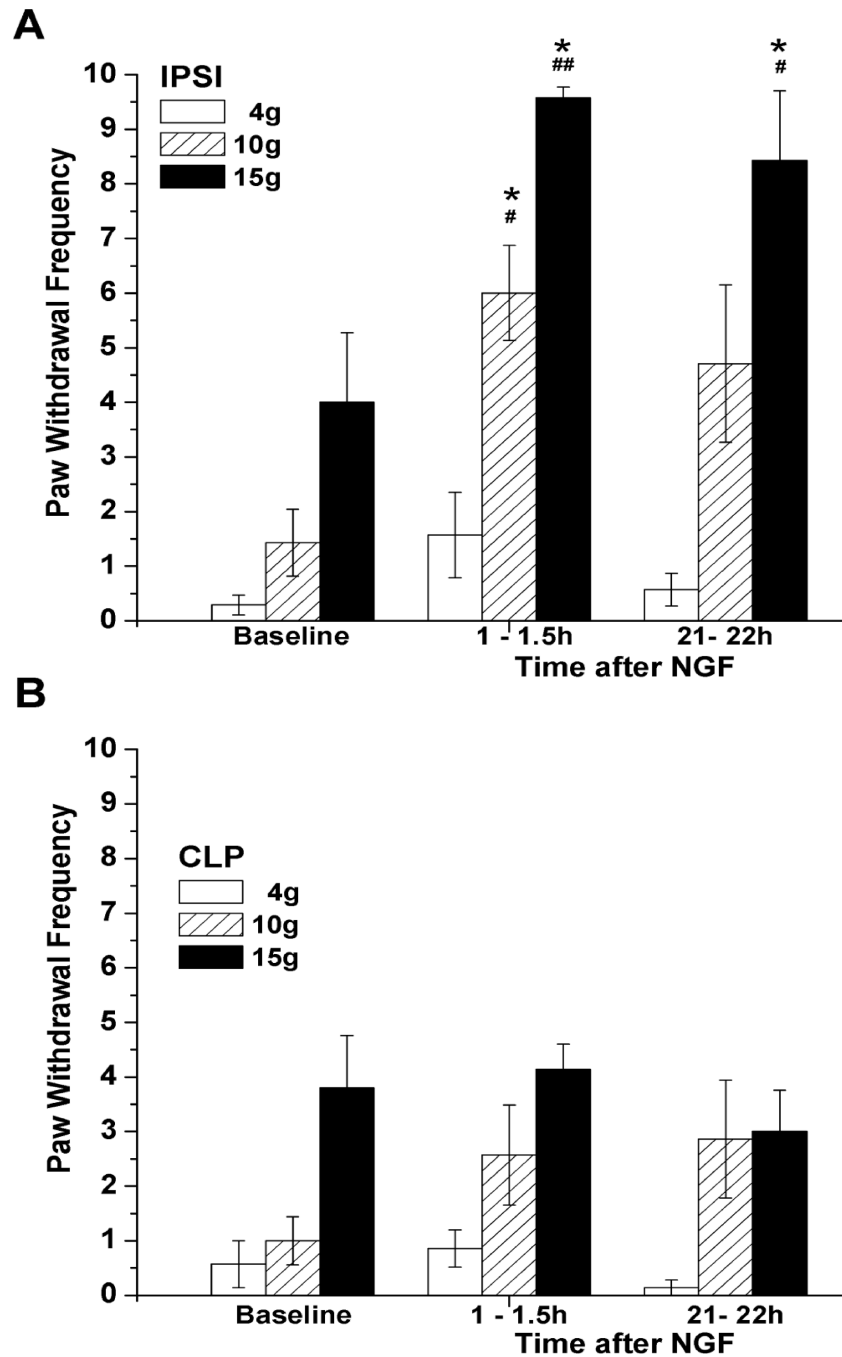 A
* ##
* #
10
IPSI
4g
9
10g
8
15g
* #
7
6
5
4
3
2
1
0
Paw Withdrawal Frequency
Baseline
1 - 1.5h
21- 22h
Time after NGF
B
10
9
8
CLP
7
4g
10g
6
15g
5
4
3
2
1
0
Paw Withdrawal Frequency
Baseline
1 - 1.5h
21- 22h
Time after NGF